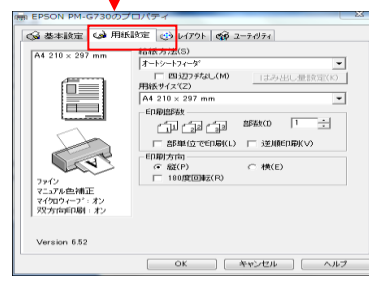 EPSON PM-G730のプロパティ
基本設定 用紙設定 レイアウト ユーティリティ
A4 210 × 297 mm
給紙方法(S)
オートシートフィーダ
四辺フチなし(M) はみ出し量設定(X)
用紙サイズ(Z)
A4 210 × 297 mm
印刷部数
部数(D) 1
部単位で印刷(L) 逆順印刷(V)
印刷方向
縦(P) 横(E)
180度回転(R)
ファイン
マニュアル色補正
マイクロウィーブ: オン
双方向印刷: オン
Version 6.52
OK キャンセル ヘルプ